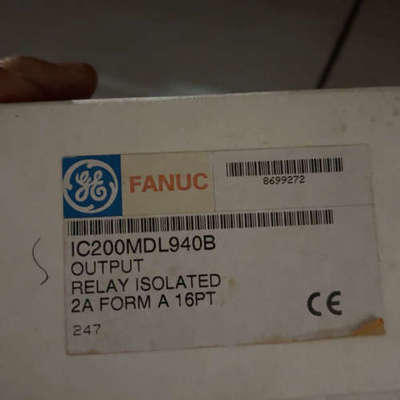 GE FANUC
8699272
IC200MDL940B
OUTPUT
RELAY ISOLATED
2A FORM A 16PT
CE
247